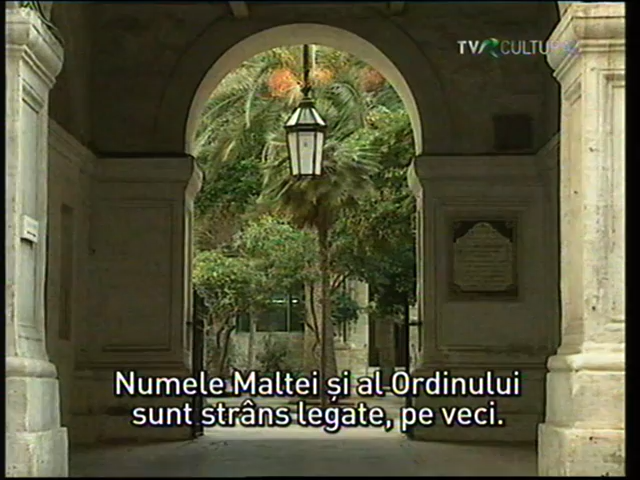 TVR CULTURAL
Numele Maltei și al Ordinului
sunt strâns legate, pe veci.